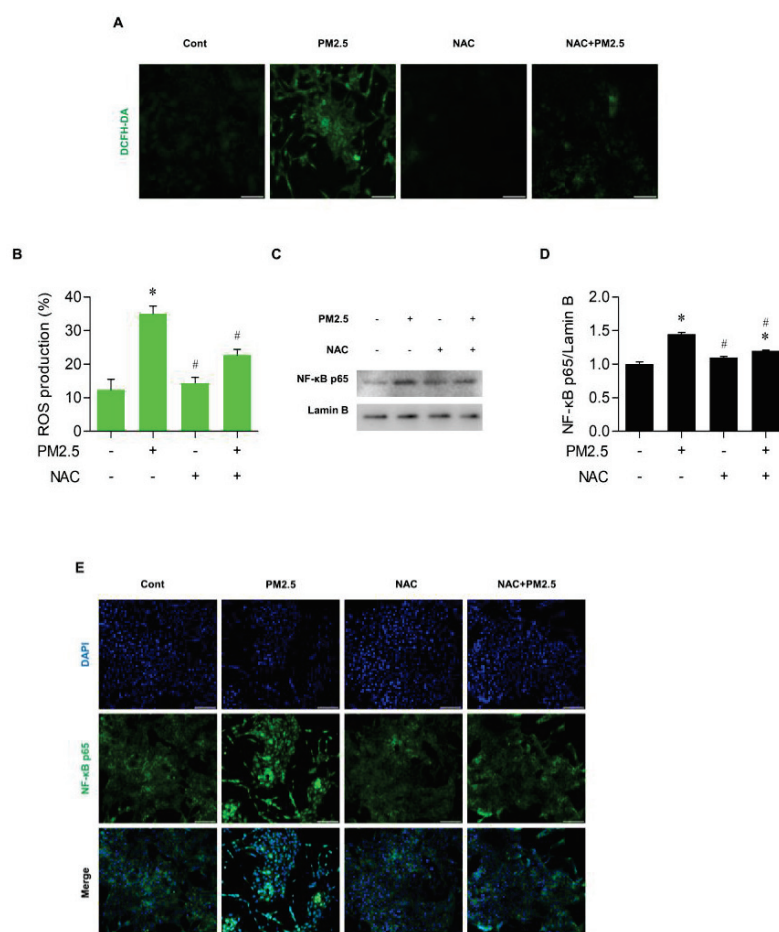 A
Cont PM2.5 NAC NAC+PM2.5
DCFH-DA
B
ROS production (%)
40
30
20
10
0
*
#
#
PM2.5 - + - +
NAC - - + +
C
PM2.5 - + - +
NAC - - + +
NF-κB p65
Lamin B
D
NF-κB p65/Lamin B
2.0
1.5
1.0
0.5
0.0
*
#
#
*
PM2.5 - + - +
NAC - - + +
E
Cont PM2.5 NAC NAC+PM2.5
DAPI
NF-κB p65
Merge